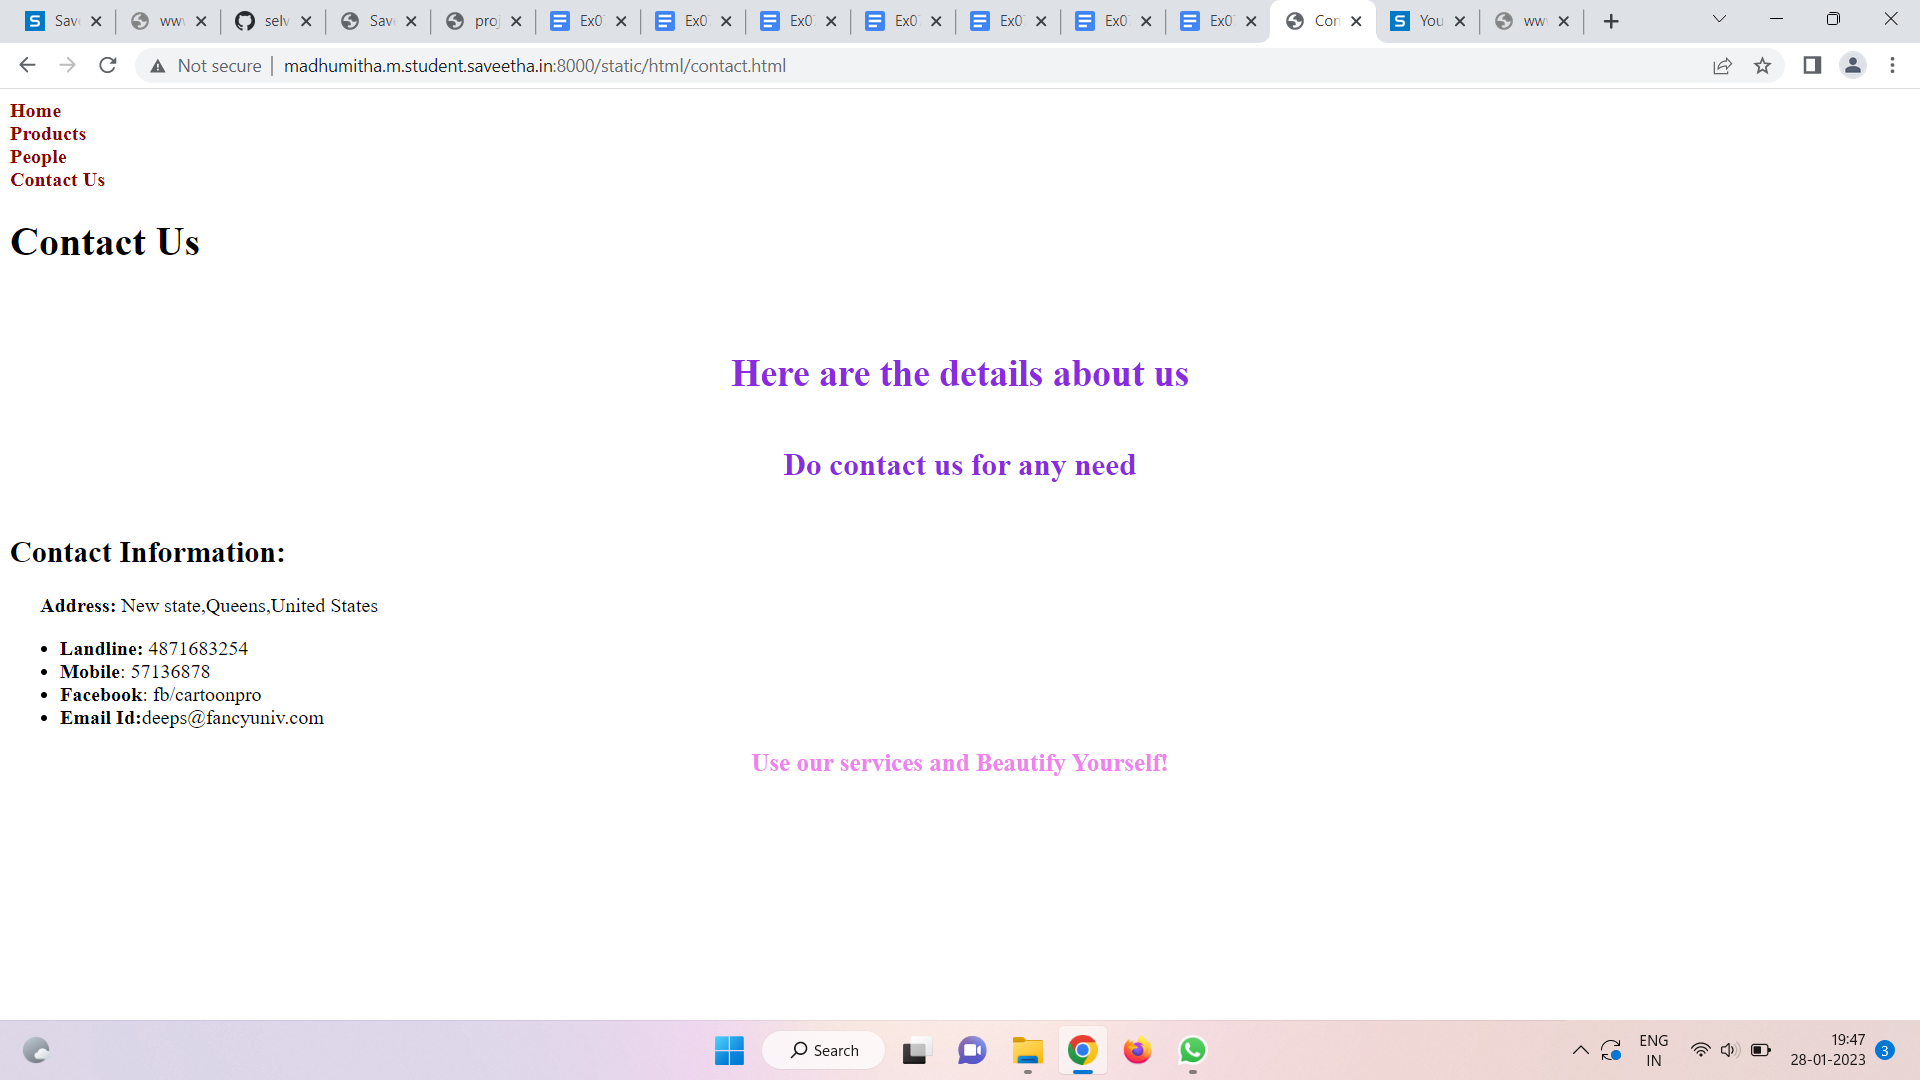 Sav
ww
selv
Sav
proj
Ex0
Ex0
Ex0
Ex0
Ex0
Ex0
Ex0
Con
You
ww
Not secure
madhumitha.m.student.saveetha.in:8000/static/html/contact.html
Home
Products
People
Contact Us
Contact Us
Here are the details about us
Do contact us for any need
Contact Information:
Address: New state,Queens,United States
Landline: 4871683254
Mobile: 57136878
Facebook: fb/cartoonpro
Email Id:deeps@fancyuniv.com
Use our services and Beautify Yourself!
Search
ENG
IN
19:47
28-01-2023
3